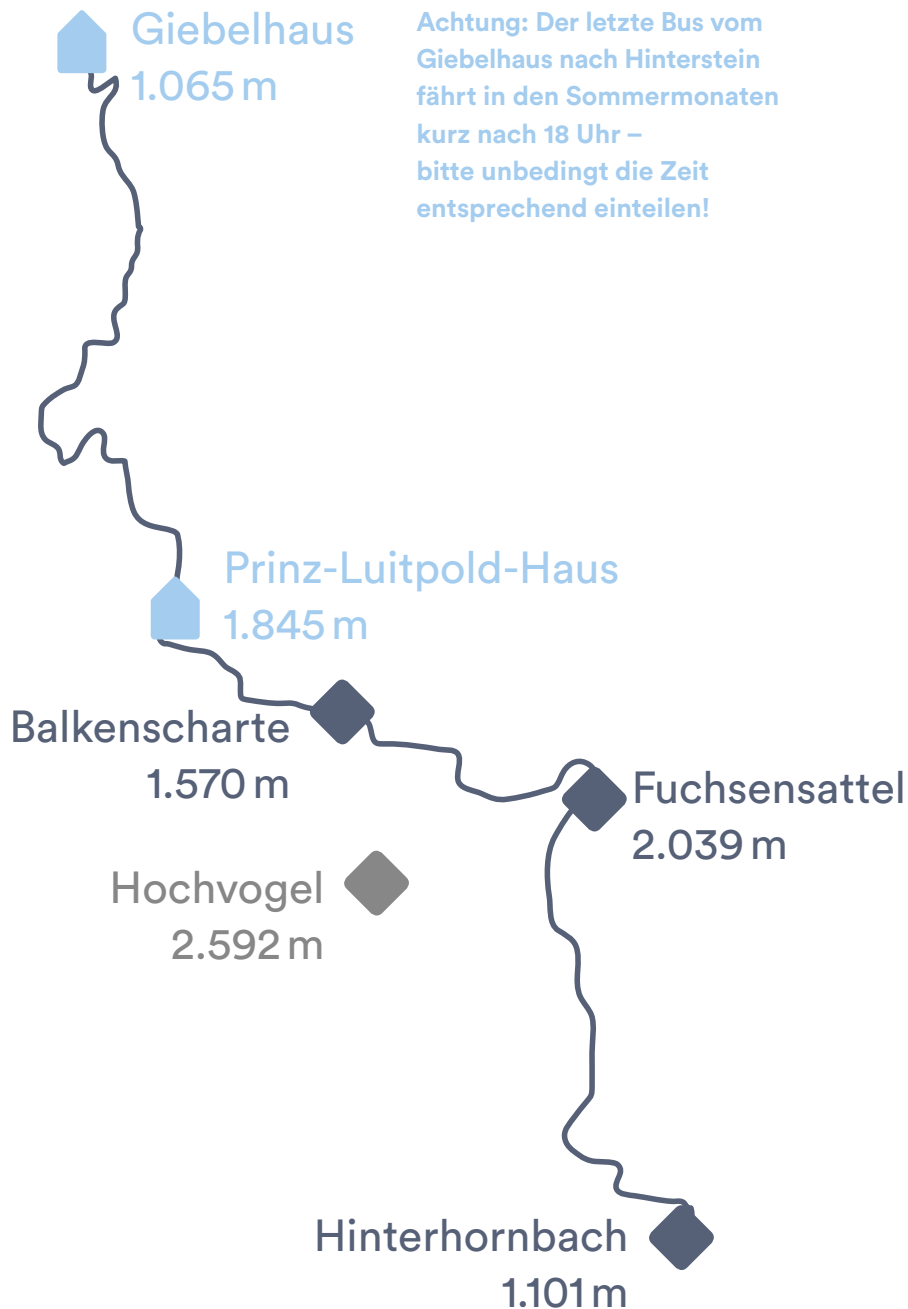 Giebelhaus
1.065 m
Achtung: Der letzte Bus vom
Giebelhaus nach Hinterstein
fährt in den Sommermonaten
kurz nach 18 Uhr –
bitte unbedingt die Zeit
entsprechend einteilen!
Prinz-Luitpold-Haus
1.845 m
Balkenscharte
1.570 m
Fuchsensattel
2.039 m
Hochvogel
2.592 m
Hinterhornbach
1.101 m